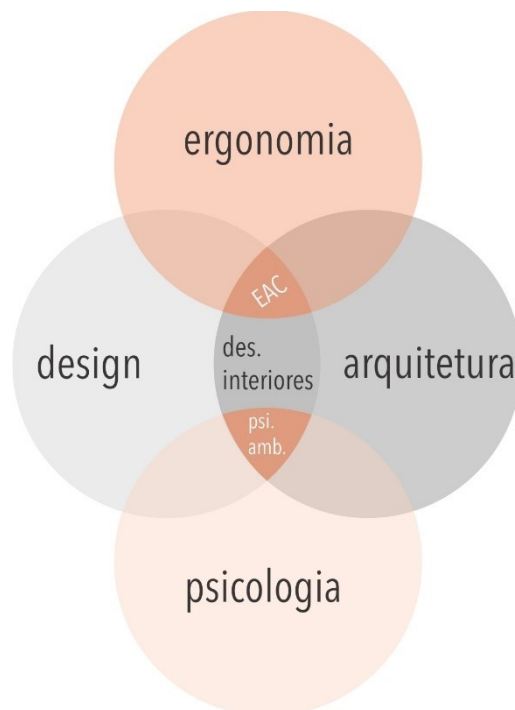 ergonomia
EAC
design
des.
interiores
arquitetura
psi.
amb.
psicologia